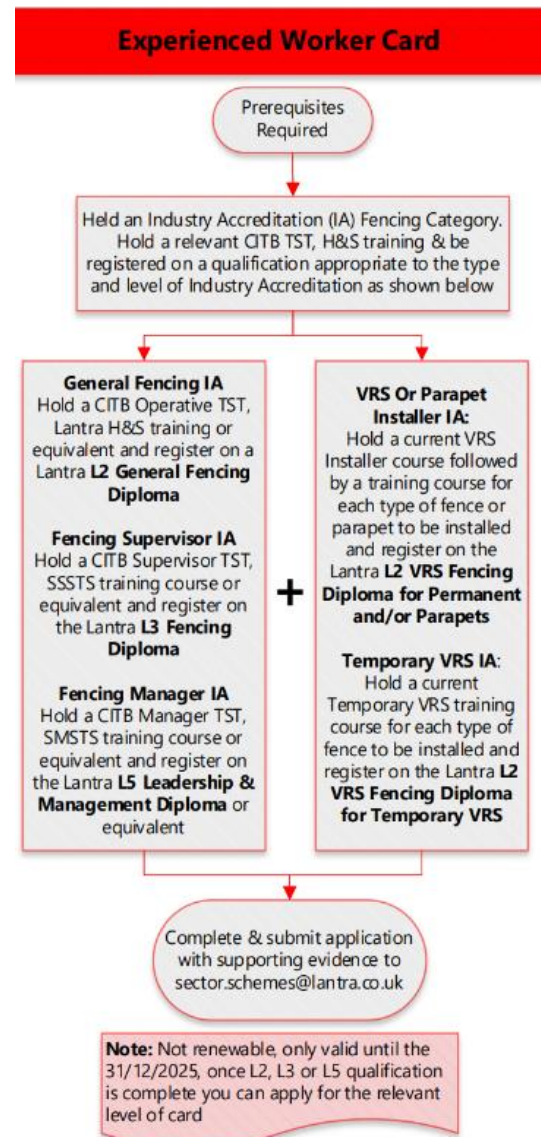 Experienced Worker Card
Prerequisites
Required
Held an Industry Accreditation (IA) Fencing Category.
Hold a relevant CITB TST, H&S training & be
registered on a qualification appropriate to the type
and level of Industry Accreditation as shown below
General Fencing IA
Hold a CITB Operative TST,
Lantra H&S training or
equivalent and register on a
Lantra L2 General Fencing
Diploma
Fencing Supervisor IA
Hold a CITB Supervisor TST,
SSSTS training course or
equivalent and register on
the Lantra L3 Fencing
Diploma
Fencing Manager IA
Hold a CITB Manager TST,
SMSTS training course or
equivalent and register on
the Lantra L5 Leadership &
Management Diploma or
equivalent
+
VRS Or Parapet
Installer IA:
Hold a current VRS
Installer course followed
by a training course for
each type of fence or
parapet to be installed
and register on the
Lantra L2 VRS Fencing
Diploma for Permanent
and/or Parapets
Temporary VRS IA:
Hold a current
Temporary VRS training
course for each type of
fence to be installed and
register on the Lantra L2
VRS Fencing Diploma
for Temporary VRS
Complete & submit application
with supporting evidence to
sector.schemes@lantra.co.uk
Note: Not renewable, only valid until the
31/12/2025, once L2, L3 or L5 qualification
is complete you can apply for the relevant
level of card